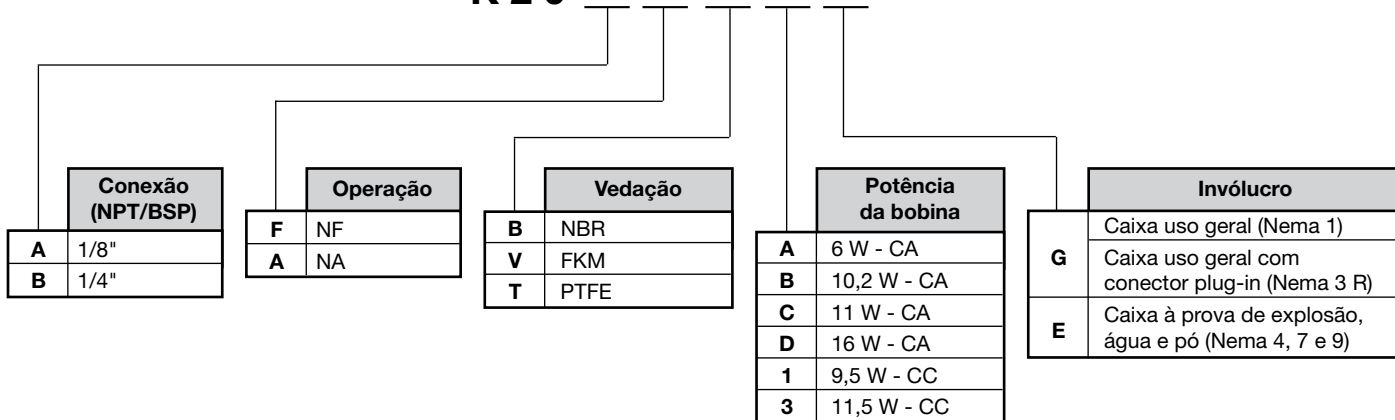 Conexão
(NPT/BSP)
A 1/8"
B 1/4"
Operação
F NF
A NA
Vedação
B NBR
V FKM
T PTFE
Potência
da bobina
A 6 W - CA
B 10,2 W - CA
C 11 W - CA
D 16 W - CA
1 9,5 W - CC
3 11,5 W - CC
Invólucro
G Caixa uso geral (Nema 1)
Caixa uso geral com
conector plug-in (Nema 3 R)
E Caixa à prova de explosão,
água e pó (Nema 4, 7 e 9)